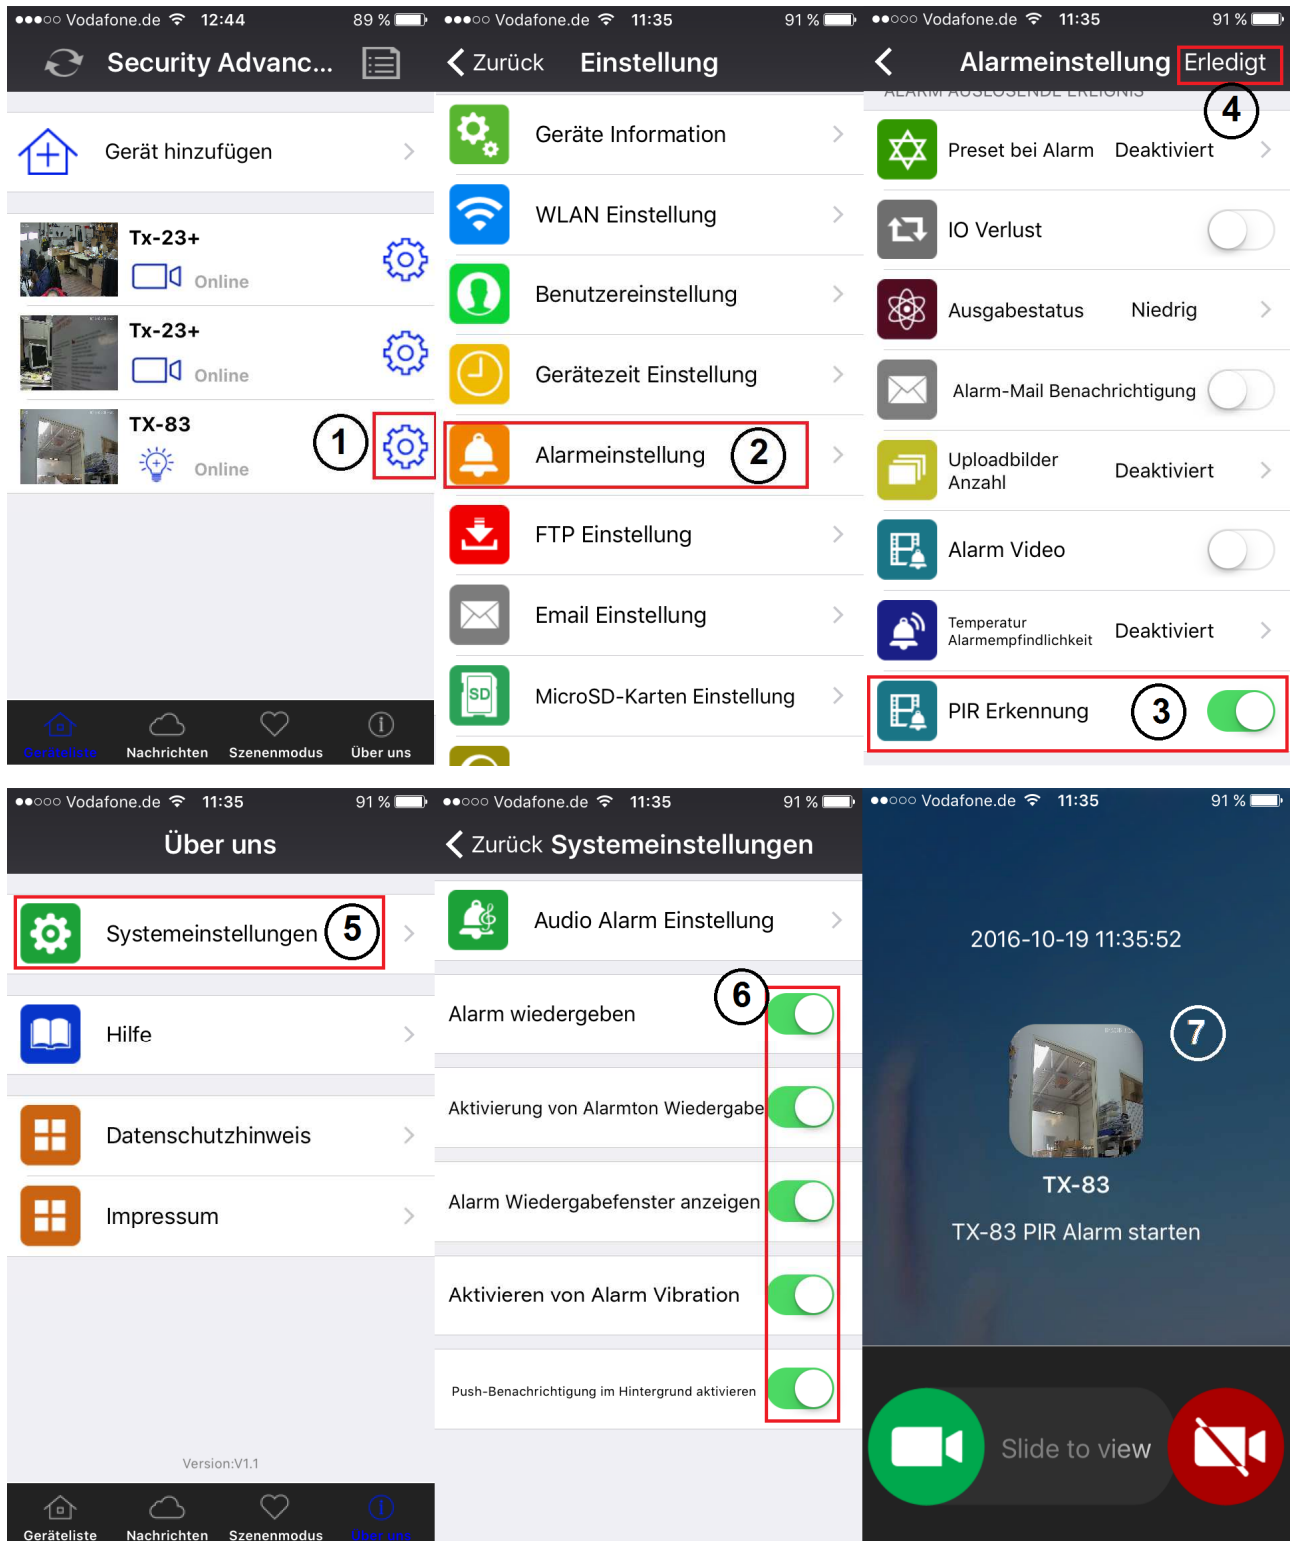 Vodafone.de 12:44 89 %
Security Advanc...
Gerät hinzufügen
Tx-23+
Online
Tx-23+
Online
TX-83
Online
1
Geräteliste Nachrichten Szenenmodus Über uns
Vodafone.de 11:35 91 %
Zurück Einstellung
Geräte Information
WLAN Einstellung
Benutzereinstellung
Gerätezeit Einstellung
Alarmeinstellung 2
FTP Einstellung
Email Einstellung
SD
MicroSD-Karten Einstellung
Vodafone.de 11:35 91 %
Alarmeinstellung Erledigt
4
ALARM AUSLÖSENDE EREIGNIS
Preset bei Alarm Deaktiviert
IO Verlust
Ausgabestatus Niedrig
Alarm-Mail Benachrichtigung
Uploadbilder
Anzahl
Deaktiviert
Alarm Video
Temperatur
Alarmempfindlichkeit
Deaktiviert
PIR Erkennung 3
Vodafone.de 11:35 91 %
Über uns
Systemeinstellungen 5
Hilfe
Datenschutzhinweis
Impressum
Version:V1.1
Geräteliste Nachrichten Szenenmodus Über uns
Vodafone.de 11:35 91 %
Zurück Systemeinstellungen
Audio Alarm Einstellung
6
Alarm wiedergeben
Aktivierung von Alarmton Wiedergabe
Alarm Wiedergabefenster anzeigen
Aktivieren von Alarm Vibration
Push-Benachrichtigung im Hintergrund aktivieren
Vodafone.de 11:35 91 %
2016-10-19 11:35:52
7
TX-83
TX-83 PIR Alarm starten
Slide to view